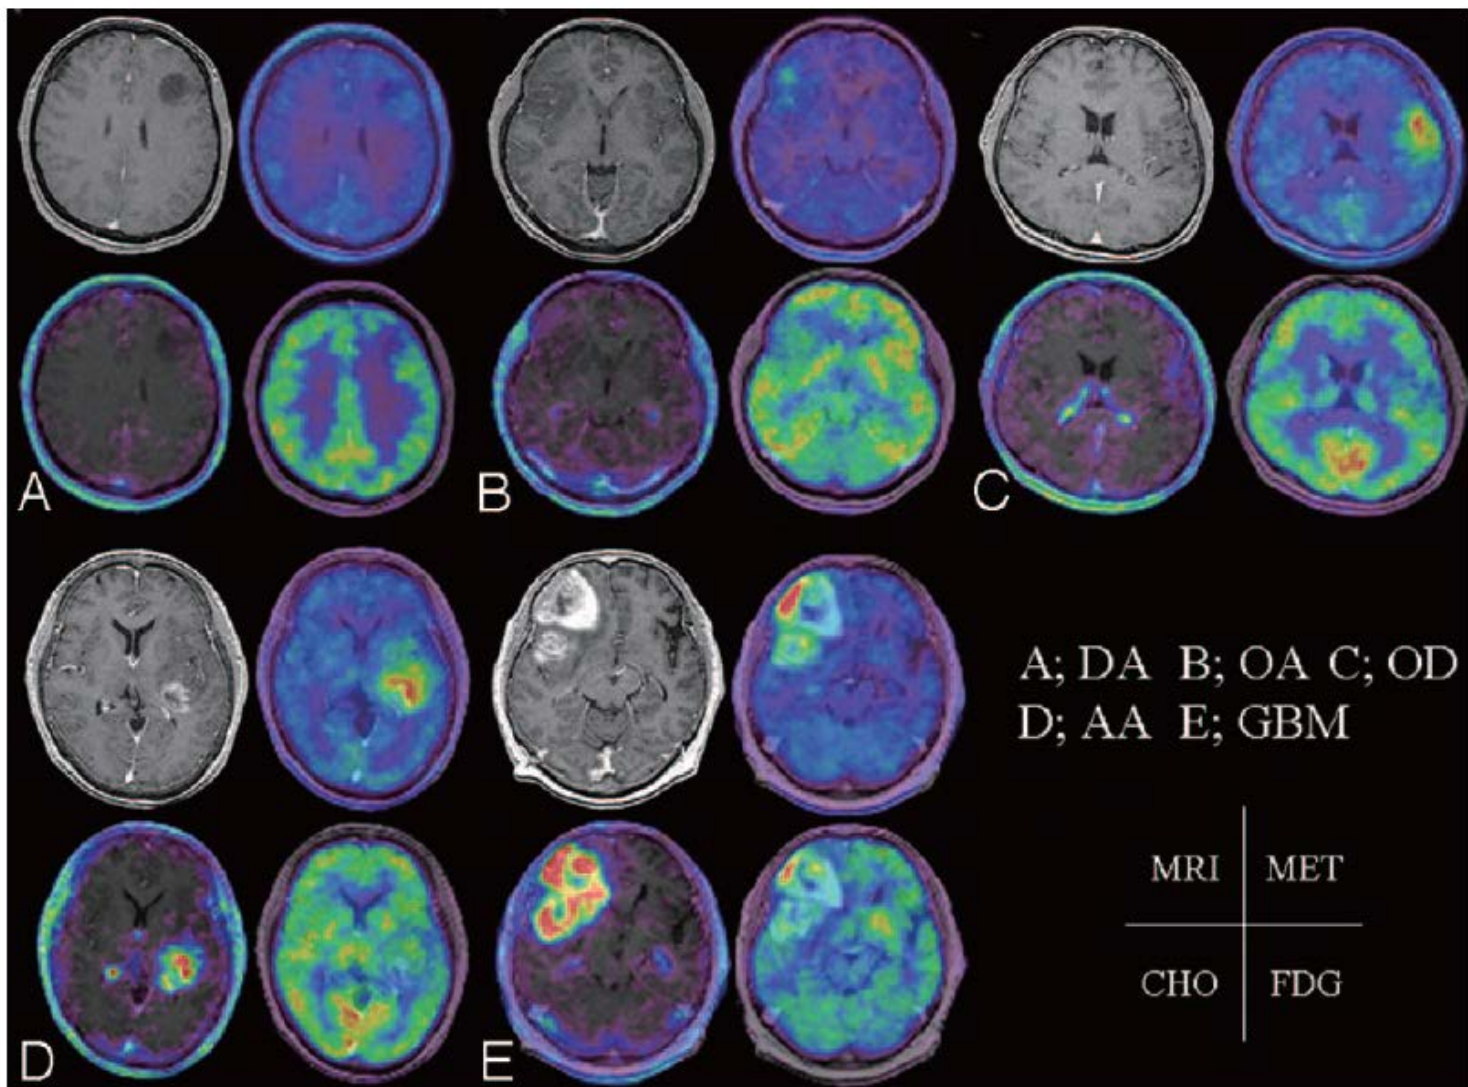 A
B
C
A; DA B; OA C; OD
D; AA E; GBM
MRI MET
CHO FDG
D
E